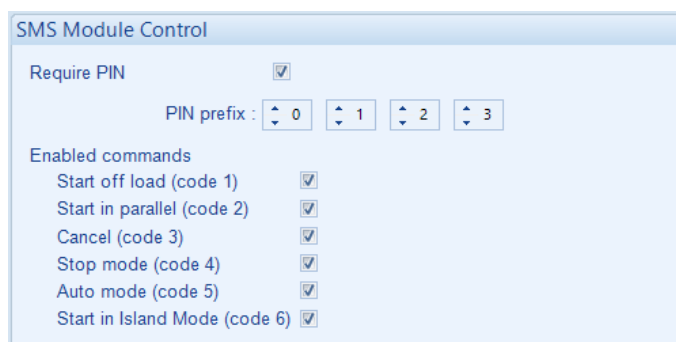 SMS Module Control
Require PIN
PIN prefix : 0 1 2 3
Enabled commands
Start off load (code 1)
Start in parallel (code 2)
Cancel (code 3)
Stop mode (code 4)
Auto mode (code 5)
Start in Island Mode (code 6)